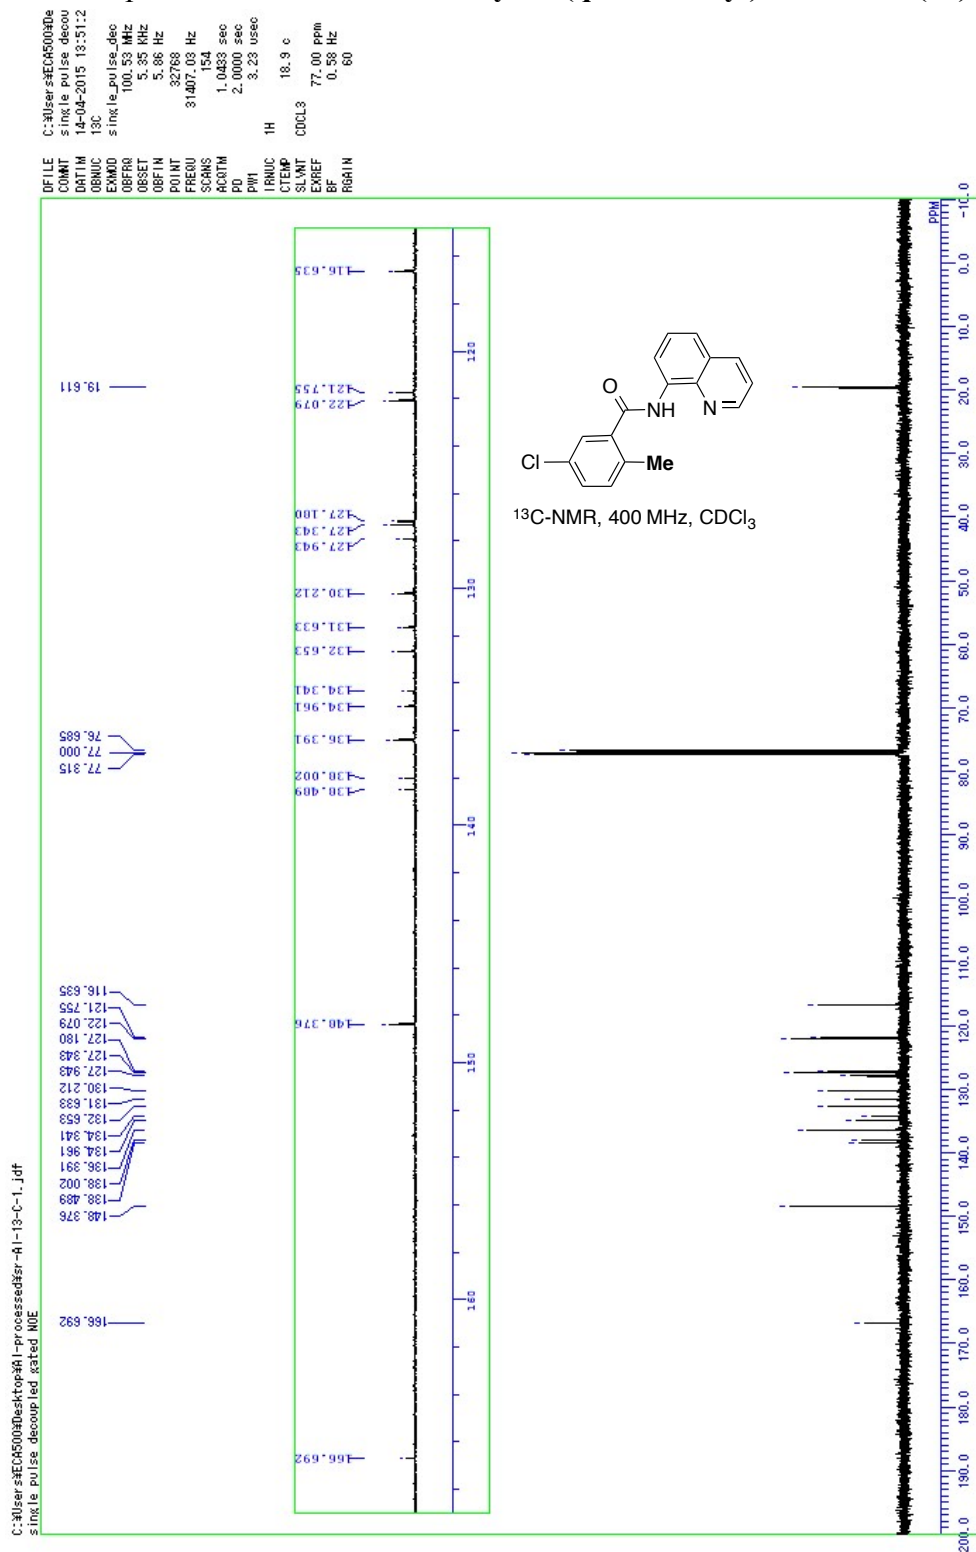 DFILE C:¥Users¥ECA500¥De
COMNT single pulse decou
DATIM 14-04-2015 13:51:2
OBNUC 13C
EXMOD single_pulse_dec
OBFRQ 100.53 MHz
OBSET 5.35 KHz
OBFIN 5.86 Hz
POINT 32768
FREQU 31407.03 Hz
SCANS 154
ACQTM 1.0433 sec
PD 2.0000 sec
PW1 3.23 usec
IRNUC 1H
CTEMP 18.9 c
SLVNT CDCL3
EXREF 77.00 ppm
BF 0.58 Hz
RGAIN 60
C:¥Users¥ECA500¥Desktop¥AI-processed¥sr-AI-13-C-1.jdf
single pulse decoupled gated NOE
166.692
148.376
138.489
138.002
136.391
134.961
134.341
132.653
131.633
130.212
127.943
127.343
127.180
122.079
121.755
116.635
77.315
77.000
76.685
19.611
166.692
148.376
138.489
138.002
136.391
134.961
134.341
132.653
131.633
130.212
127.943
127.343
127.180
122.079
121.755
116.635
160
150
140
130
120
O
NH
N
Cl
Me
13C-NMR, 400 MHz, CDCl3
PPM
200.0
190.0
180.0
170.0
160.0
150.0
140.0
130.0
120.0
110.0
100.0
90.0
80.0
70.0
60.0
50.0
40.0
30.0
20.0
10.0
0.0
-10.0